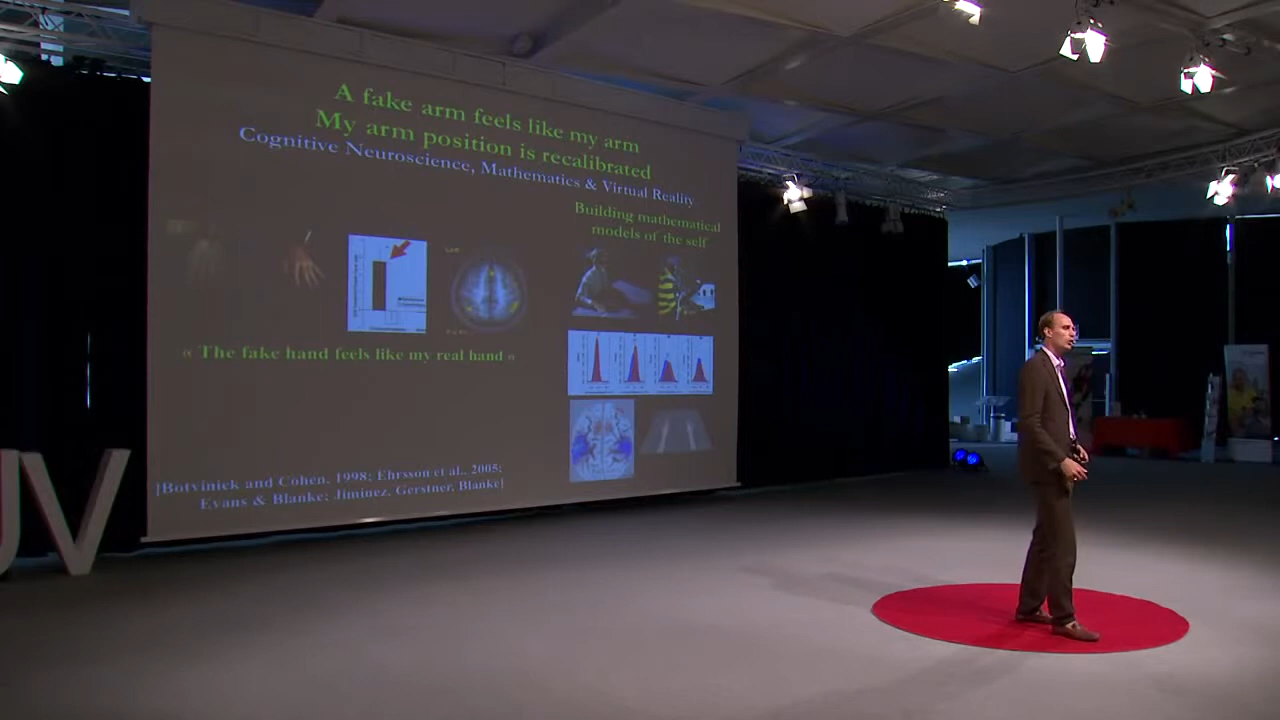 A fake arm feels like my arm
My arm position is recalibrated
Cognitive Neuroscience, Mathematics & Virtual Reality
Building mathematical
models of the self
« The fake hand feels like my real hand »
[Botvinick and Cohen, 1998; Ehrsson et al., 2005;
Evans & Blanke; Jiminez, Gerstner, Blanke]
V